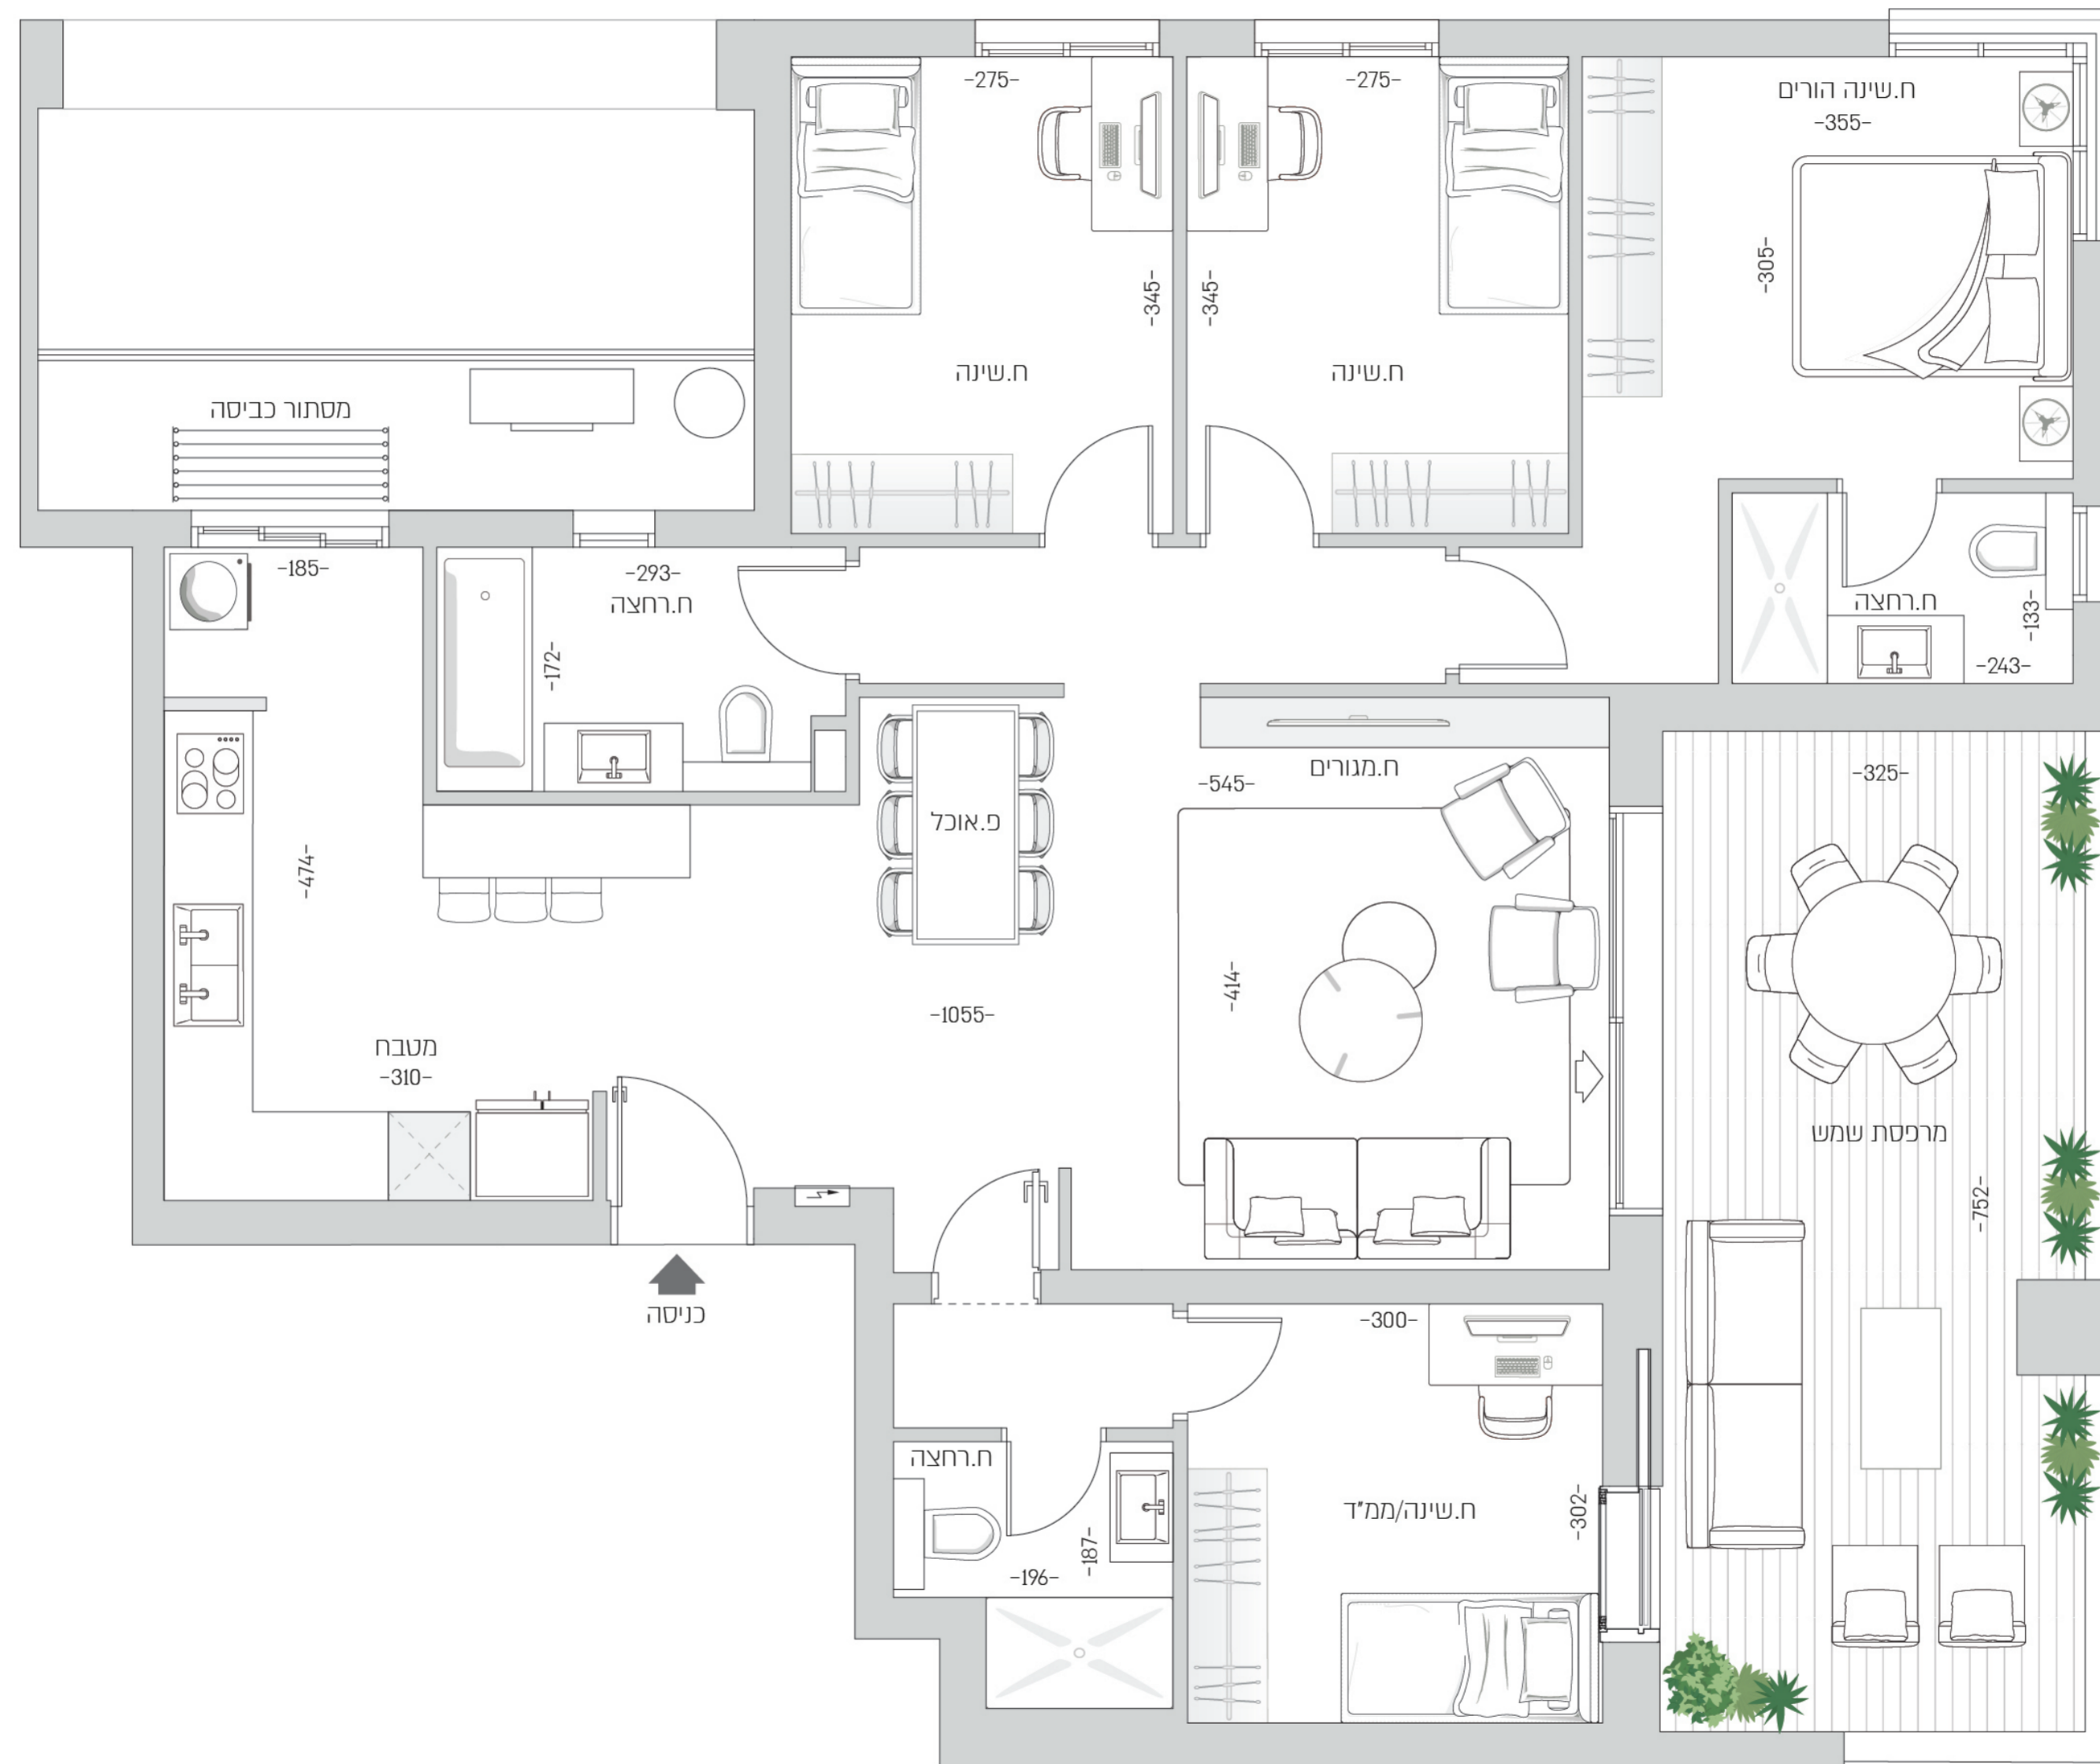 -275-
-275-
ח.שינה הורים
-355-
-345-
-345-
-305-
ח.שינה
ח.שינה
מסתור כביסה
-185-
-293-
ח.רחצה
-172-
ח.רחצה
-133-
-243-
ח.מגורים
-545-
-325-
פ.אוכל
-474-
-414-
-1055-
מטבח
-310-
מרפסת שמש
-752-
כניסה
-300-
ח.רחצה
-187-
-196-
ח.שינה/ממ"ד
-302-